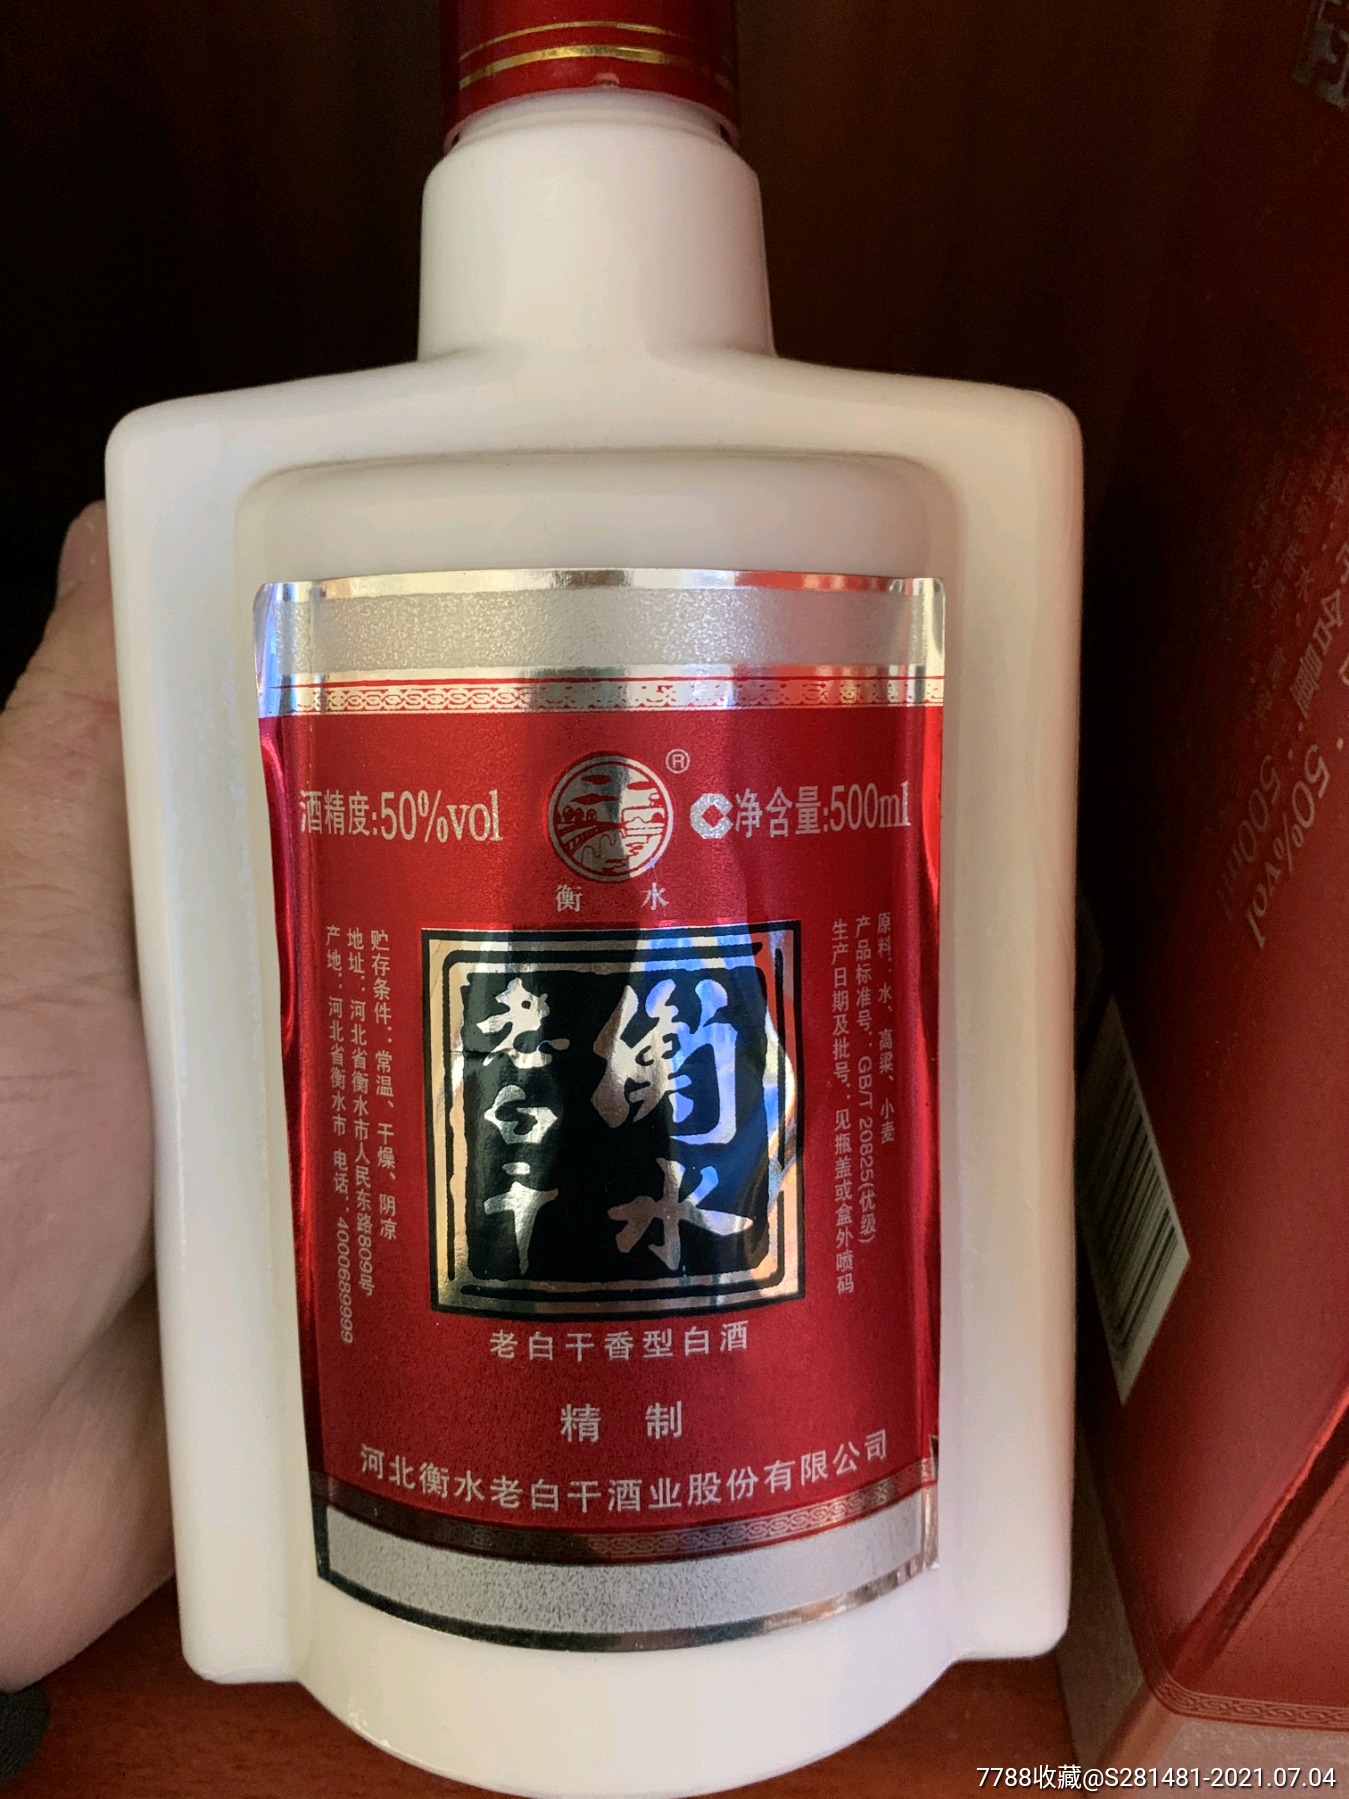 酒精度:50%vol
®
净含量:500ml
衡 水
原料：水、高粱、小麦
产品标准号：GB/T 20825(优级)
生产日期及批号：见瓶盖或盒外喷码
衡水
老白干
贮存条件：常温、干燥、阴凉
地址：河北省衡水市人民东路809号
产地：河北省衡水市 电话：4000689999
老白干香型白酒
精 制
河北衡水老白干酒业股份有限公司
50%vol
500ml
7788收藏@S281481-2021.07.04